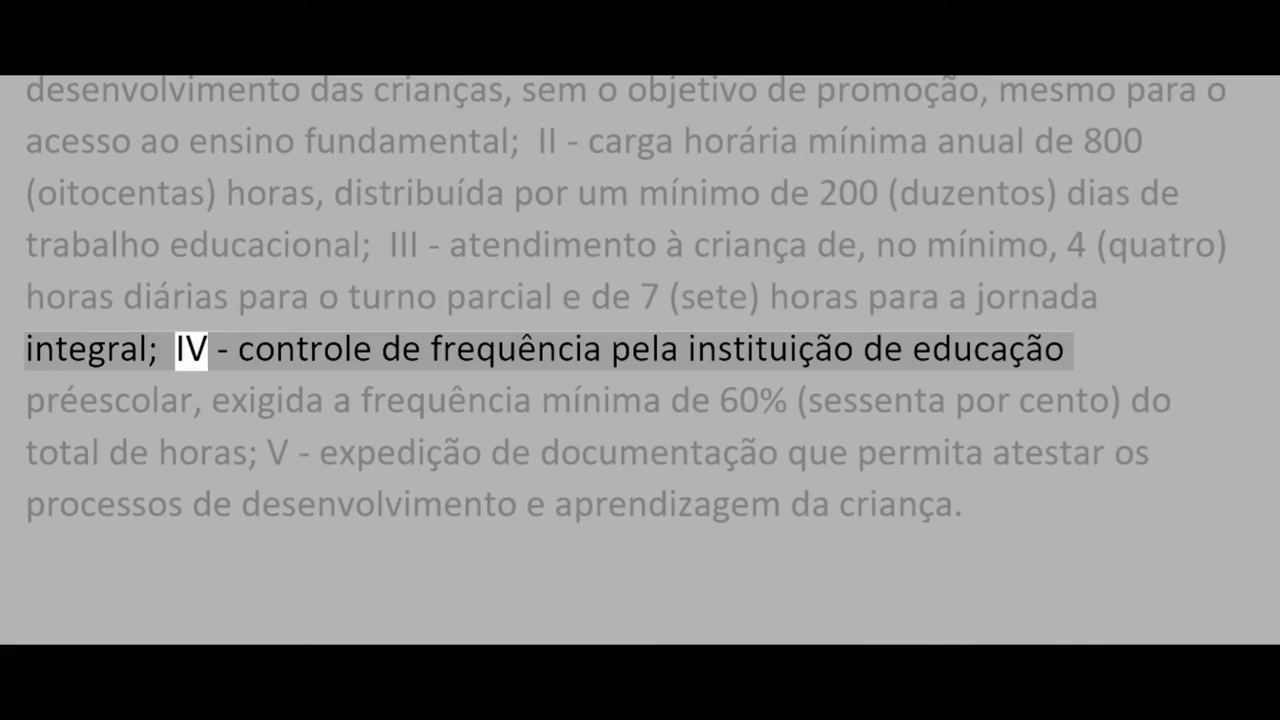 desenvolvimento das crianças, sem o objetivo de promoção, mesmo para o
acesso ao ensino fundamental;  II - carga horária mínima anual de 800
(oitocentas) horas, distribuída por um mínimo de 200 (duzentos) dias de
trabalho educacional;  III - atendimento à criança de, no mínimo, 4 (quatro)
horas diárias para o turno parcial e de 7 (sete) horas para a jornada
integral;  IV - controle de frequência pela instituição de educação
préescolar, exigida a frequência mínima de 60% (sessenta por cento) do
total de horas; V - expedição de documentação que permita atestar os
processos de desenvolvimento e aprendizagem da criança.